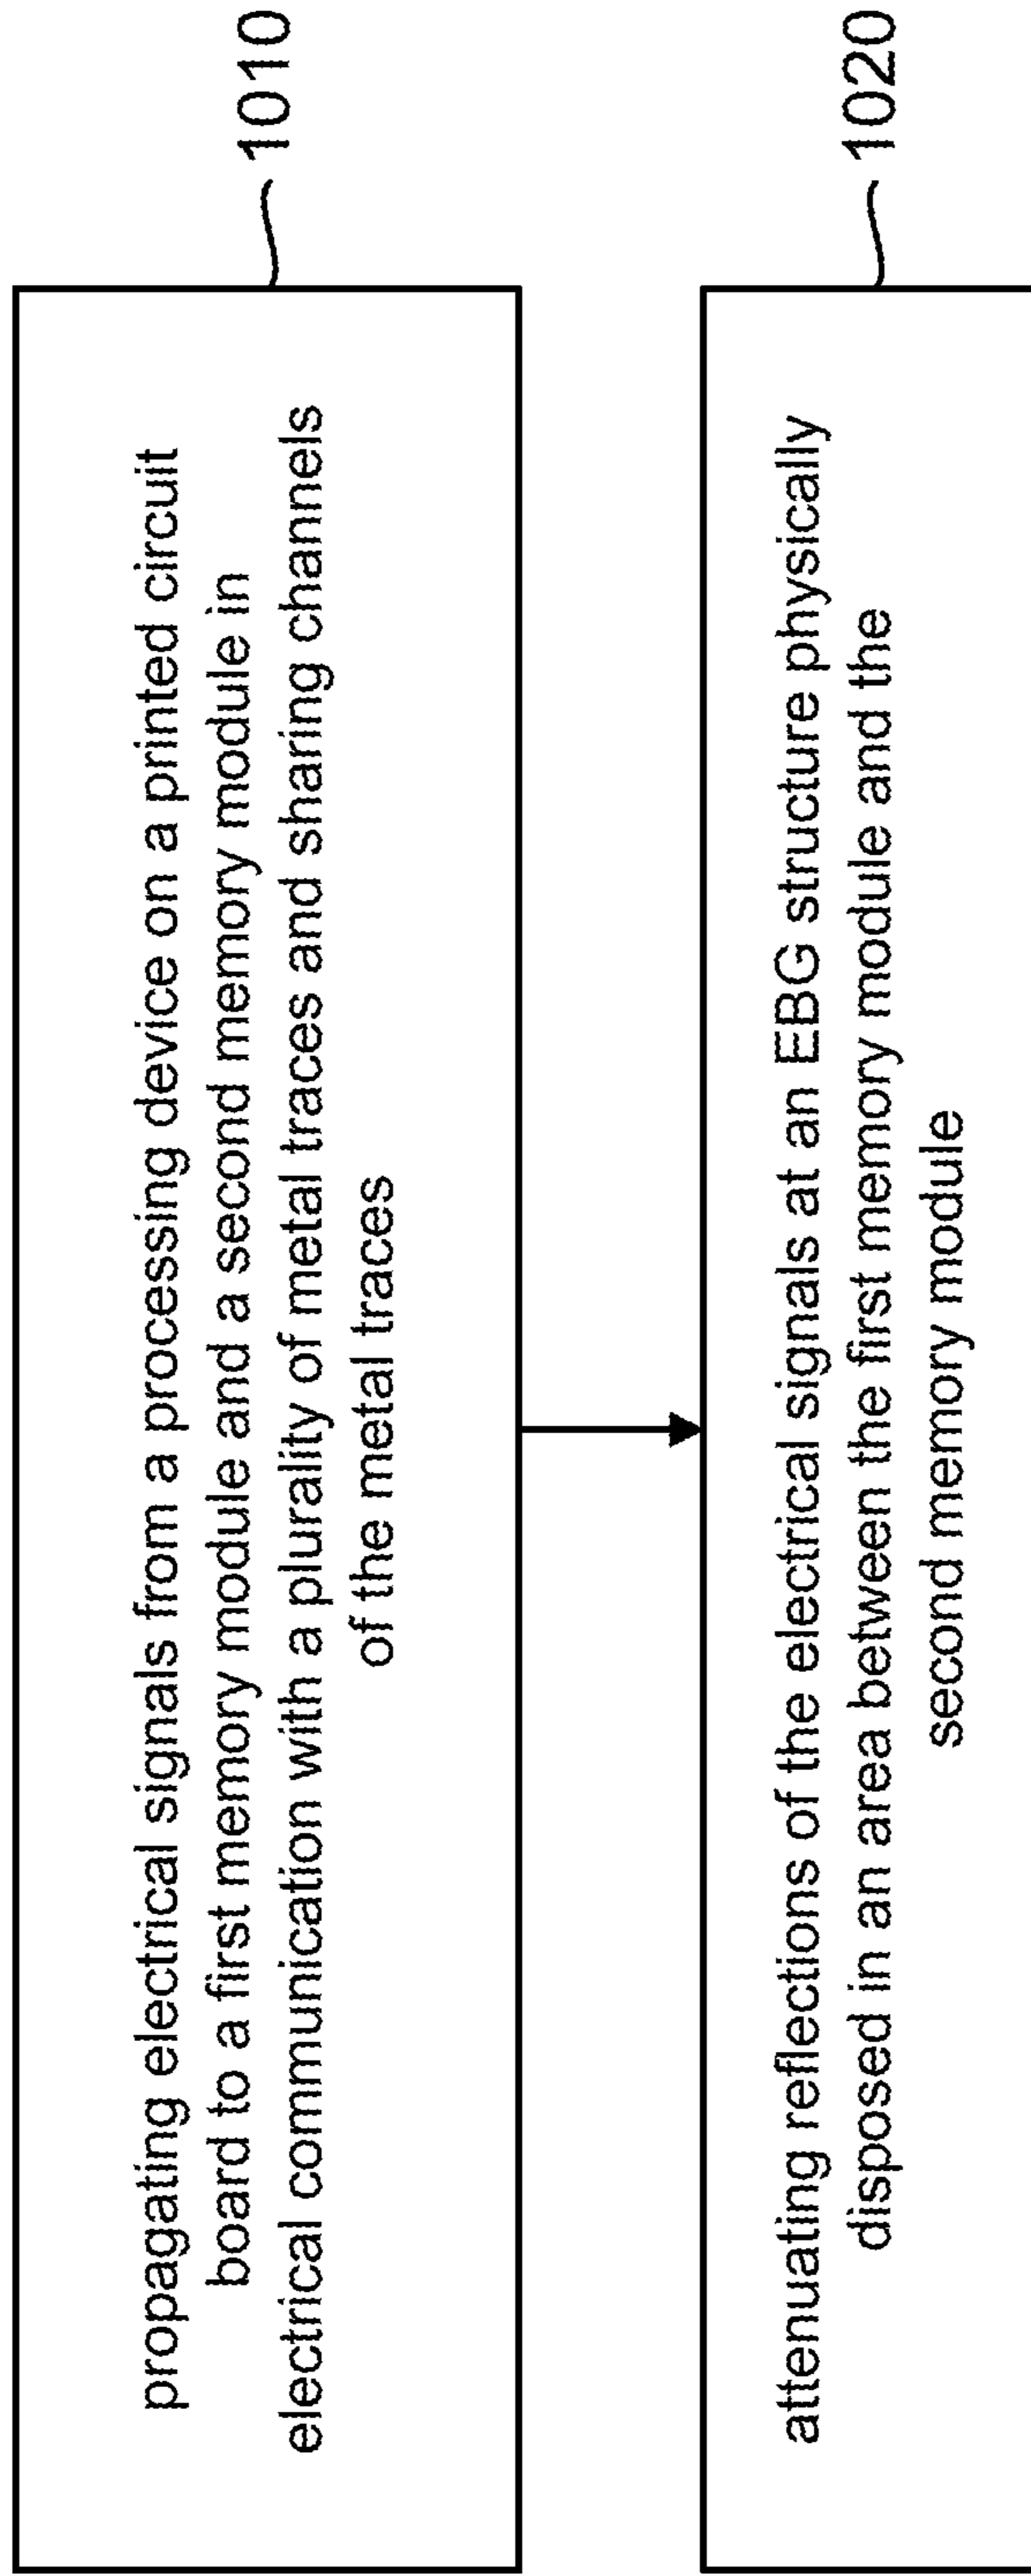 propagating electrical signals from a processing device on a printed circuit
board to a first memory module and a second memory module in
electrical communication with a plurality of metal traces and sharing channels
of the metal traces
1010
attenuating reflections of the electrical signals at an EBG structure physically
disposed in an area between the first memory module and the
second memory module
1020